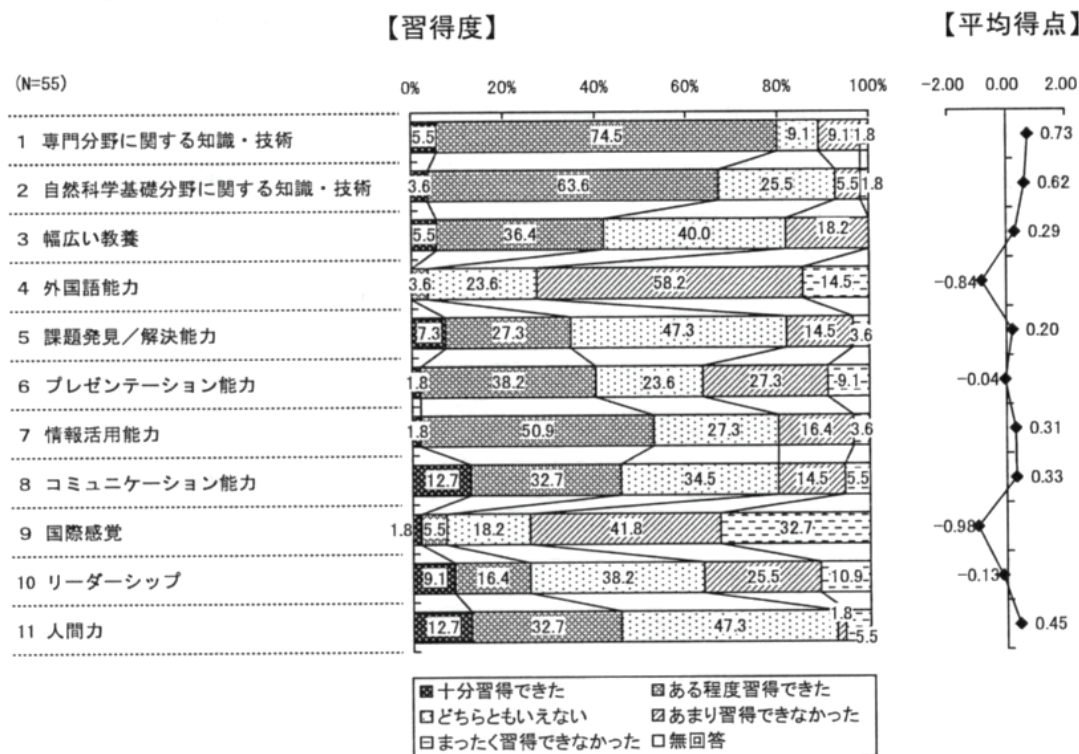 【習得度】 【平均得点】
(N=55) 0% 20% 40% 60% 80% 100% -2.00 0.00 2.00
1 専門分野に関する知識・技術 5.5 74.5 9.1 9.1 1.8 0.73
2 自然科学基礎分野に関する知識・技術 3.6 63.6 25.5 5.5 1.8 0.62
3 幅広い教養 5.5 36.4 40.0 18.2 0.29
4 外国語能力 3.6 23.6 58.2 14.5 -0.84
5 課題発見/解決能力 7.3 27.3 47.3 14.5 3.6 0.20
6 プレゼンテーション能力 1.8 38.2 23.6 27.3 9.1 -0.04
7 情報活用能力 1.8 50.9 27.3 16.4 3.6 0.31
8 コミュニケーション能力 12.7 32.7 34.5 14.5 5.5 0.33
9 国際感覚 1.8 5.5 18.2 41.8 32.7 -0.98
10 リーダーシップ 9.1 16.4 38.2 25.5 10.9 -0.13
11 人間力 12.7 32.7 47.3 1.8 5.5 0.45
十分習得できた ある程度習得できた
どちらともいえない あまり習得できなかった
まったく習得できなかった 無回答